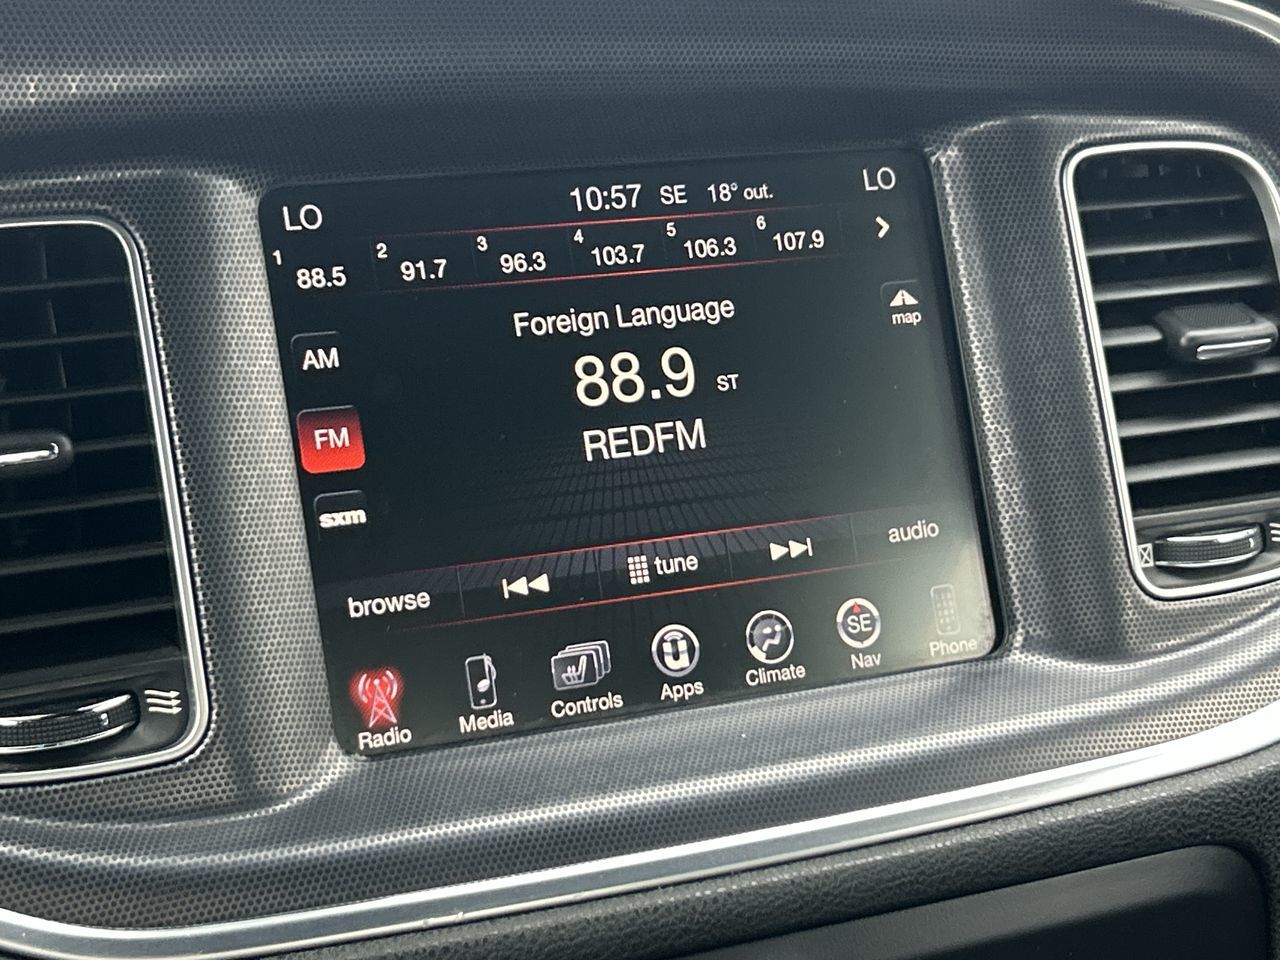 LO 10:57 SE 18° out. LO
1 88.5 2 91.7 3 96.3 4 103.7 5 106.3 6 107.9
Foreign Language
map
AM
88.9 ST
FM
REDFM
sxm
browse tune audio
Radio Media Controls Apps Climate SE Nav Phone